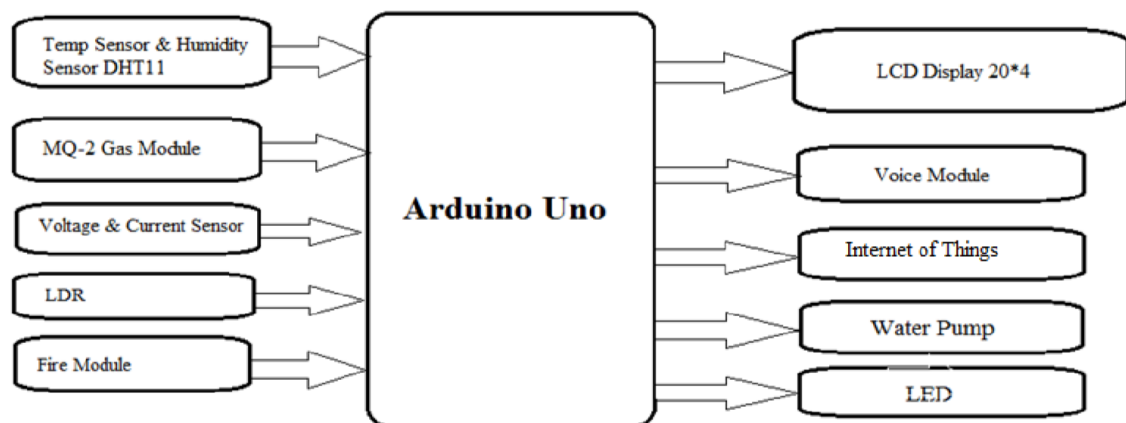 Temp Sensor & Humidity
Sensor DHT11
MQ-2 Gas Module
Voltage & Current Sensor
LDR
Fire Module
Arduino Uno
LCD Display 20*4
Voice Module
Internet of Things
Water Pump
LED